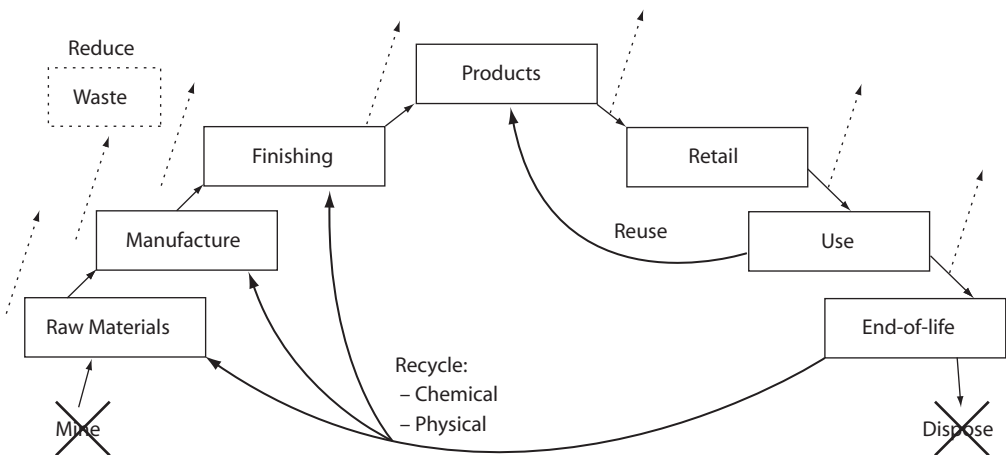 Reduce
Waste
Products
Finishing
Retail
Manufacture
Reuse
Use
Raw Materials
End-of-life
Recycle:
– Chemical
– Physical
Mine
Dispose